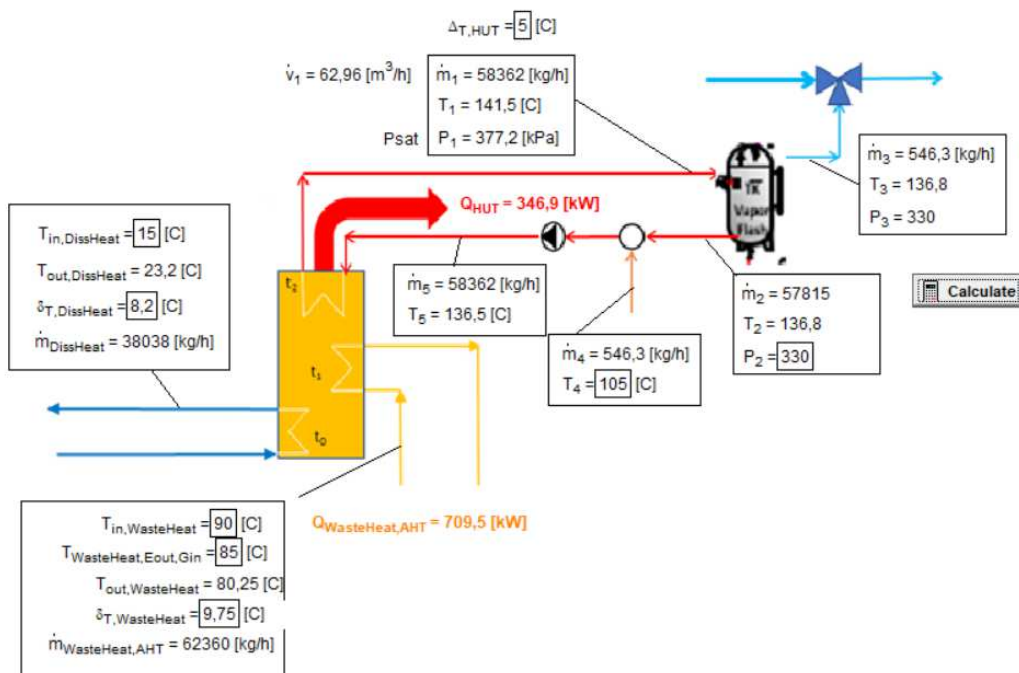 ΔT,HUT = 5 [C]
v̇1 = 62,96 [m³/h]
ṁ1 = 58362 [kg/h]
T1 = 141,5 [C]
Psat
P1 = 377,2 [kPa]
ṁ3 = 546,3 [kg/h]
T3 = 136,8
P3 = 330
TK
Vapor
Flash
QHUT = 346,9 [kW]
Tin,DissHeat = 15 [C]
Tout,DissHeat = 23,2 [C]
δT,DissHeat = 8,2 [C]
ṁDissHeat = 38038 [kg/h]
t2
t1
t0
ṁ5 = 58362 [kg/h]
T5 = 136,5 [C]
ṁ2 = 57815
T2 = 136,8
P2 = 330
Calculate
ṁ4 = 546,3 [kg/h]
T4 = 105 [C]
Tin,WasteHeat = 90 [C]
TWasteHeat,Eout,Gin = 85 [C]
Tout,WasteHeat = 80,25 [C]
δT,WasteHeat = 9,75 [C]
ṁWasteHeat,AHT = 62360 [kg/h]
QWasteHeat,AHT = 709,5 [kW]